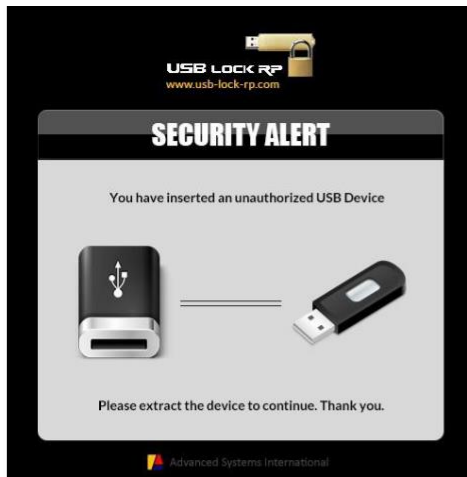 USB LOCK RP
www.usb-lock-rp.com
SECURITY ALERT
You have inserted an unauthorized USB Device
Please extract the device to continue. Thank you.
Advanced Systems International